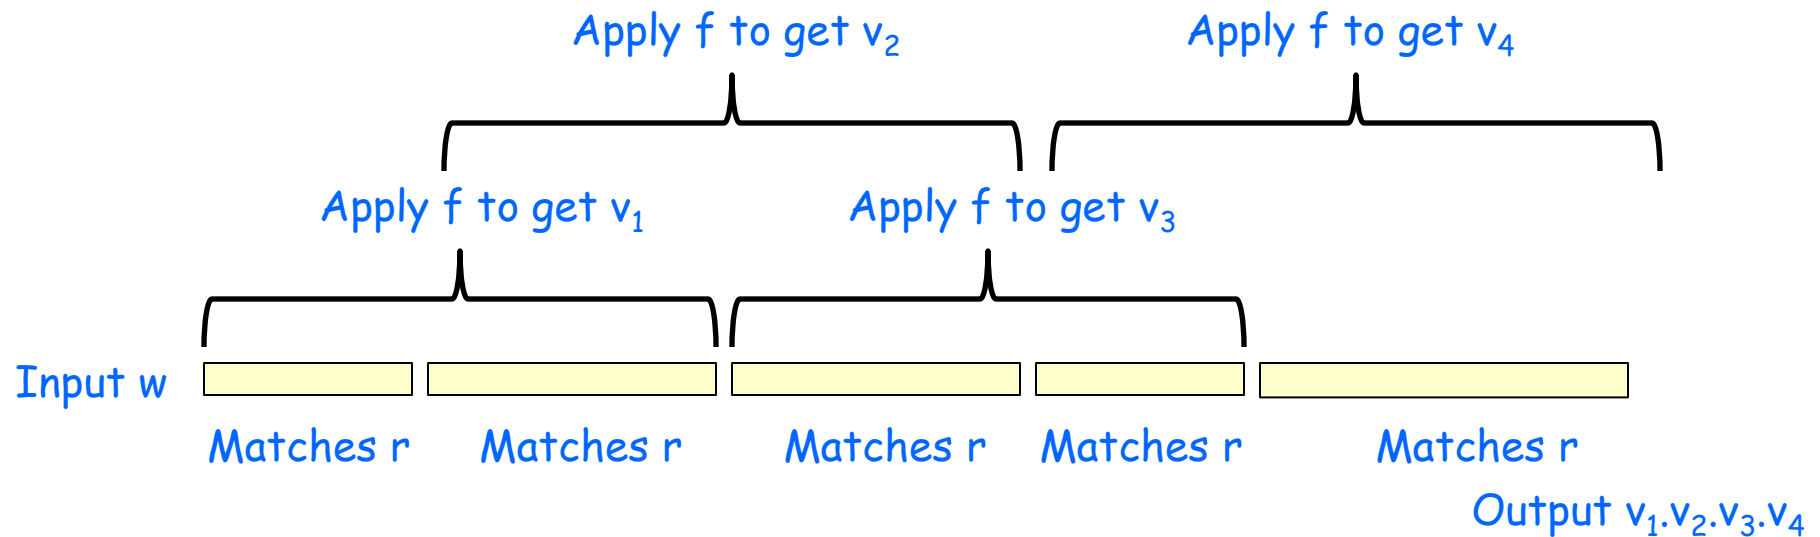 Apply f to get v₂
Apply f to get v₄
Apply f to get v₁
Apply f to get v₃
Input w
Matches r
Matches r
Matches r
Matches r
Matches r
Output v₁.v₂.v₃.v₄